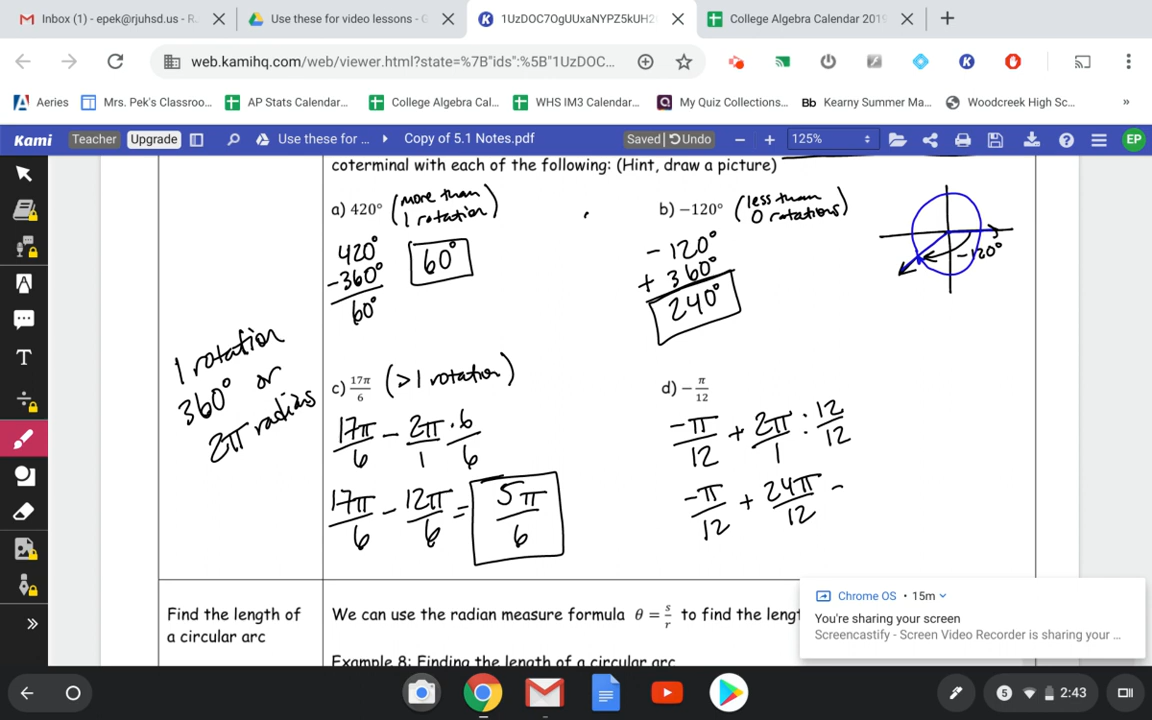 Inbox (1) - epek@rjuhsd.us - R
Use these for video lessons - G
1UzDOC7OgUUxaNYPZ5kUH2
College Algebra Calendar 2019
web.kamihq.com/web/viewer.html?state=%7B"ids":%5B"1UzDOC...
Aeries
Mrs. Pek's Classroo...
AP Stats Calendar...
College Algebra Cal...
WHS IM3 Calendar...
My Quiz Collections...
Bb Kearny Summer Ma...
Woodcreek High Sc...
»
Kami Teacher Upgrade
Use these for ...
Copy of 5.1 Notes.pdf
Saved Undo
125%
EP
coterminal with each of the following: (Hint, draw a picture)
a) 420° (more than
1 rotation)
420°
-360°
60°
60°
b) −120° (less than
0 rotations)
- 120°
+ 360°
240°
-120°
1 rotation
360° or
2π radians
c) 17π/6 (>1 rotation)
17π/6 - 2π/1 · 6/6
17π/6 - 12π/6 = 5π/6
d) − π/12
-π/12 + 2π/1 : 12/12
-π/12 + 24π/12 -
Find the length of
a circular arc
We can use the radian measure formula θ = s/r to find the lengt
Example 8: Finding the length of a circular arc
Chrome OS • 15m
You're sharing your screen
Screencastify - Screen Video Recorder is sharing your ...
5
2:43